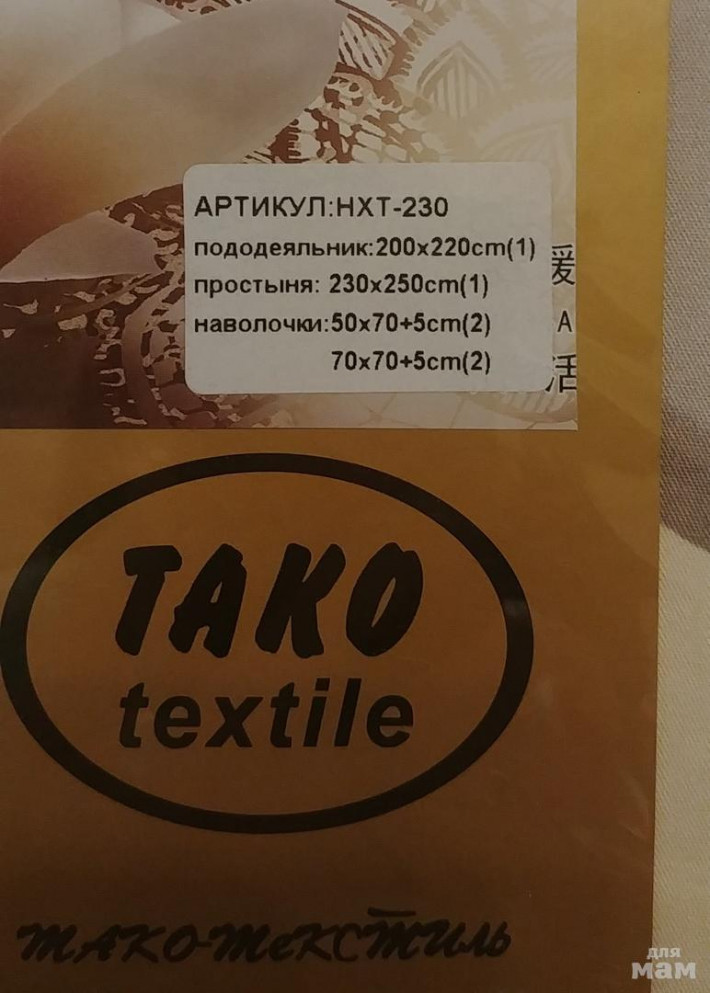 АРТИКУЛ:HXT-230
пододеяльник:200x220cm(1)
простыня: 230x250cm(1)
наволочки:50x70+5cm(2)
70x70+5cm(2)
A
活
TAKO
textile
ТАКО-ТЕКСТИЛЬ
для
мам